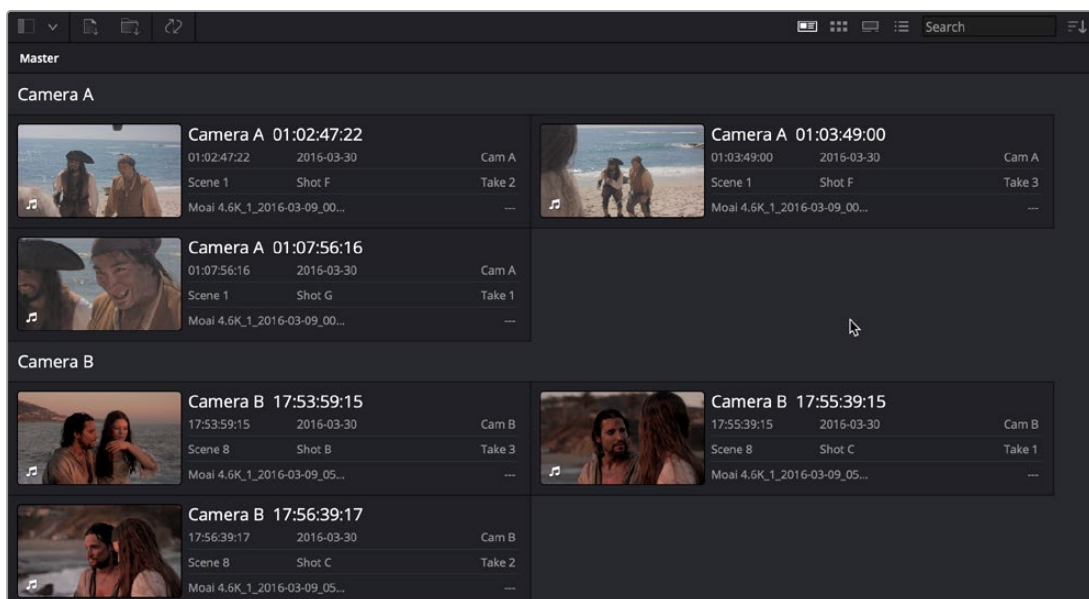 Search
Master
Camera A
Camera A 01:02:47:22
01:02:47:22 2016-03-30 Cam A
Scene 1 Shot F Take 2
Moai 4.6K_1_2016-03-09_00... ---
Camera A 01:03:49:00
01:03:49:00 2016-03-30 Cam A
Scene 1 Shot F Take 3
Moai 4.6K_1_2016-03-09_00... ---
Camera A 01:07:56:16
01:07:56:16 2016-03-30 Cam A
Scene 1 Shot G Take 1
Moai 4.6K_1_2016-03-09_00... ---
Camera B
Camera B 17:53:59:15
17:53:59:15 2016-03-30 Cam B
Scene 8 Shot B Take 3
Moai 4.6K_1_2016-03-09_05... ---
Camera B 17:55:39:15
17:55:39:15 2016-03-30 Cam B
Scene 8 Shot C Take 1
Moai 4.6K_1_2016-03-09_05... ---
Camera B 17:56:39:17
17:56:39:17 2016-03-30 Cam B
Scene 8 Shot C Take 2
Moai 4.6K_1_2016-03-09_05... ---